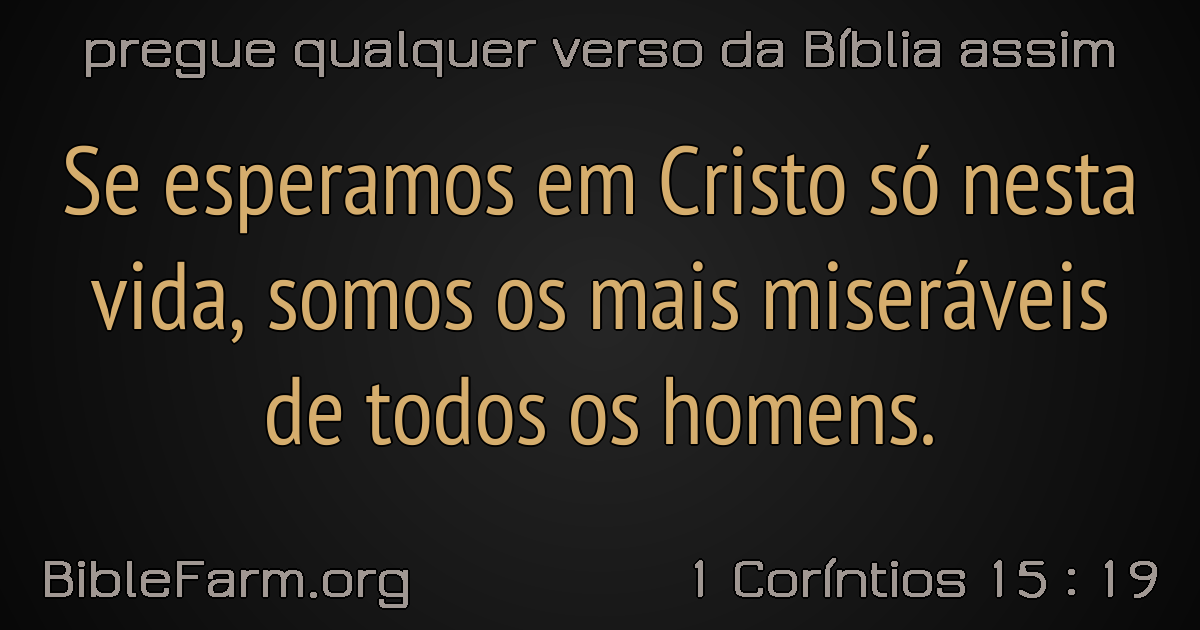 pregue qualquer verso da Bíblia assim
Se esperamos em Cristo só nesta
vida, somos os mais miseráveis
de todos os homens.
BibleFarm.org
1 Coríntios 15 : 19